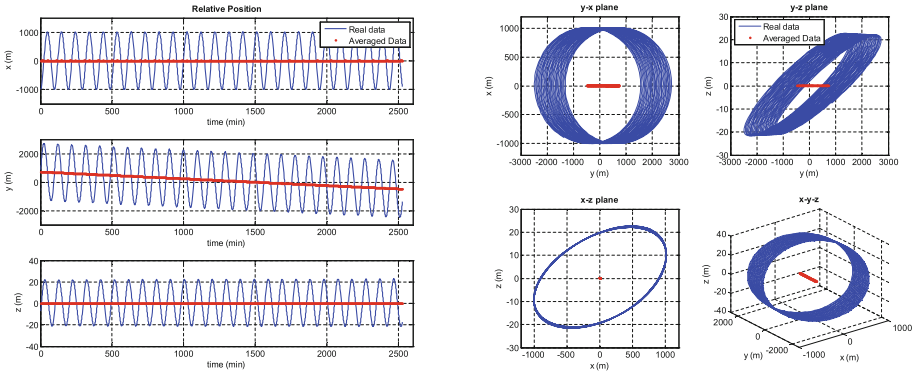 Relative Position
Real data
Averaged Data
x (m)
1000
0
-1000
0 500 1000 1500 2000 2500
time (min)
y (m)
2000
0
-2000
0 500 1000 1500 2000 2500
time (min)
z (m)
40
20
0
-20
-40
0 500 1000 1500 2000 2500
time (min)
y-x plane
x (m)
1000
500
0
-500
-1000
-3000 -2000 -1000 0 1000 2000 3000
y (m)
y-z plane
Real data
Averaged Data
z (m)
30
20
10
0
-10
-20
-30
-3000 -2000 -1000 0 1000 2000 3000
y (m)
x-z plane
z (m)
30
20
10
0
-10
-20
-30
-1000 -500 0 500 1000
x (m)
x-y-z
z (m)
40
20
0
-20
-40
2000
0
-2000
y (m)
-1000
0
1000
x (m)